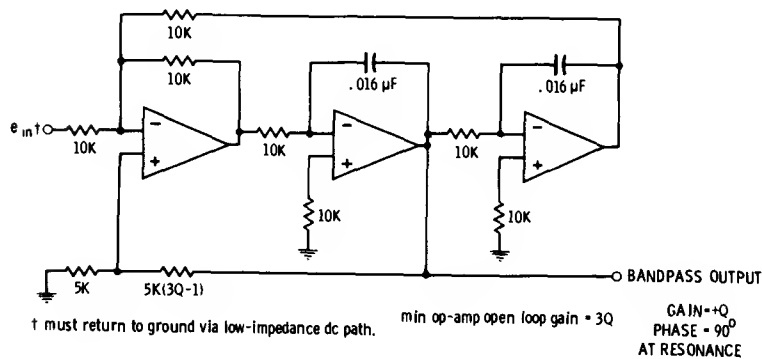 10K
10K
.016 µF
.016 µF
e in †
10K
−
+
10K
−
+
10K
−
+
10K
10K
5K
5K(3Q-1)
BANDPASS OUTPUT
† must return to ground via low-impedance dc path.
min op-amp open loop gain = 3Q
GAIN=+Q
PHASE = 90°
AT RESONANCE